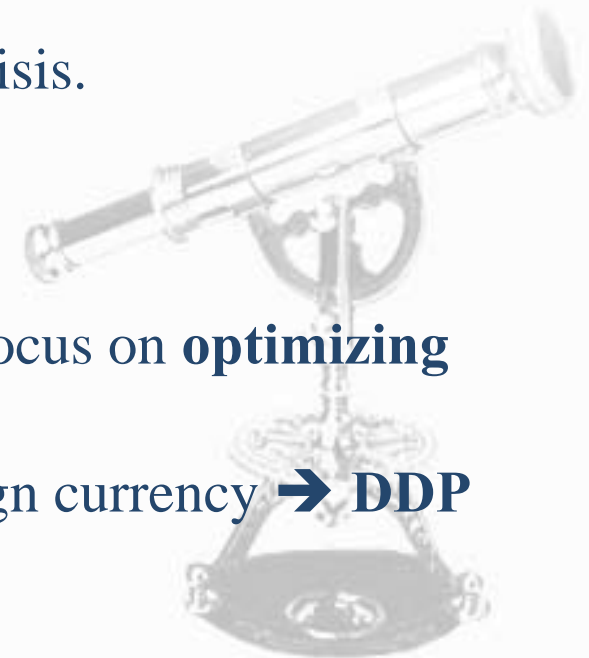 isis.
ocus on optimizing
gn currency ➔ DDP